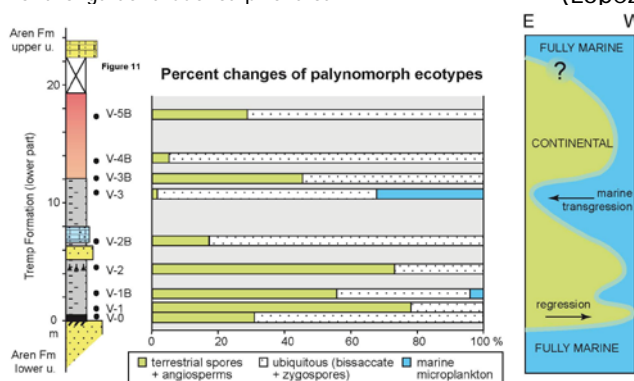 (Lopez
Aren Fm
upper u.
Figure 11
Percent changes of palynomorph ecotypes
E
W
FULLY MARINE
?
CONTINENTAL
marine
transgression
regression
FULLY MARINE
20
10
0
m
Tremp Formation (lower part)
V-5B
V-4B
V-3B
V-3
V-2B
V-2
V-1B
V-1
V-0
Aren Fm
lower u.
0
20
40
60
80
100 %
terrestrial spores
+ angiosperms
ubiquitous (bissaccate
+ zygospores)
marine
microplankton